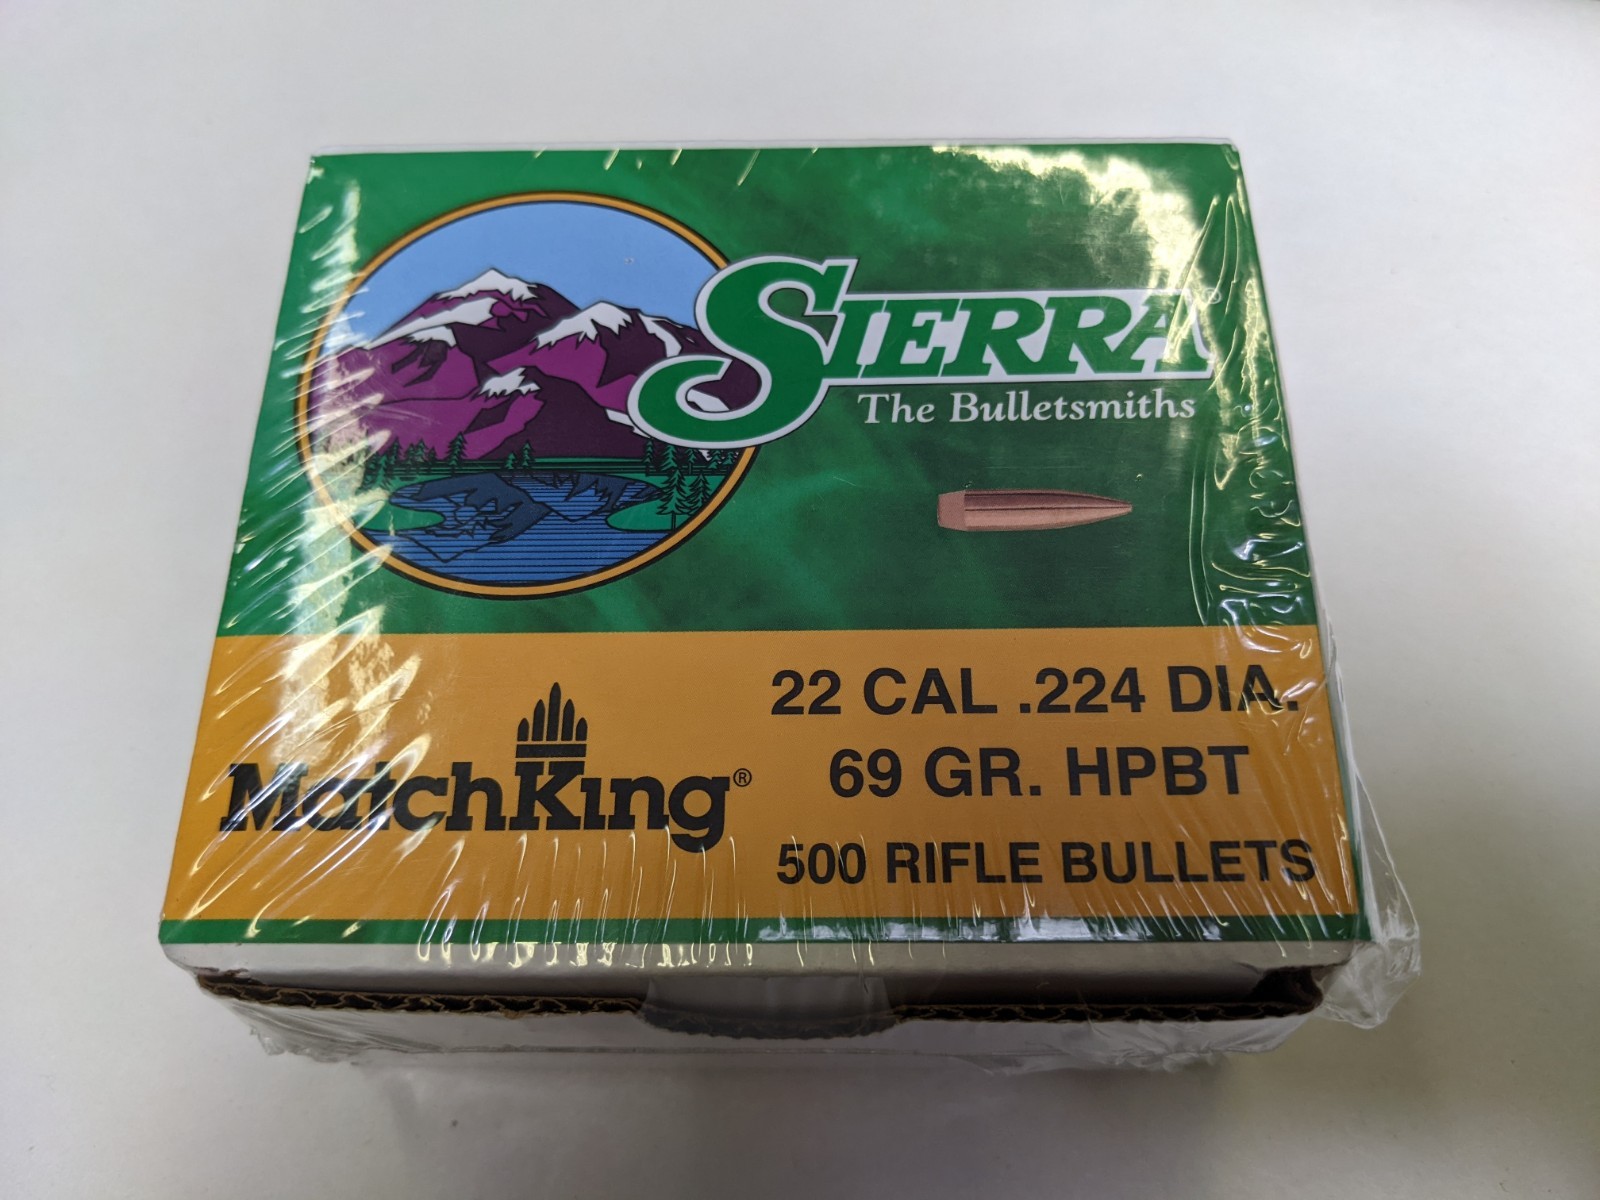 SIERRA®
The Bulletsmiths
22 CAL .224 DIA.
69 GR. HPBT
MatchKing®
500 RIFLE BULLETS